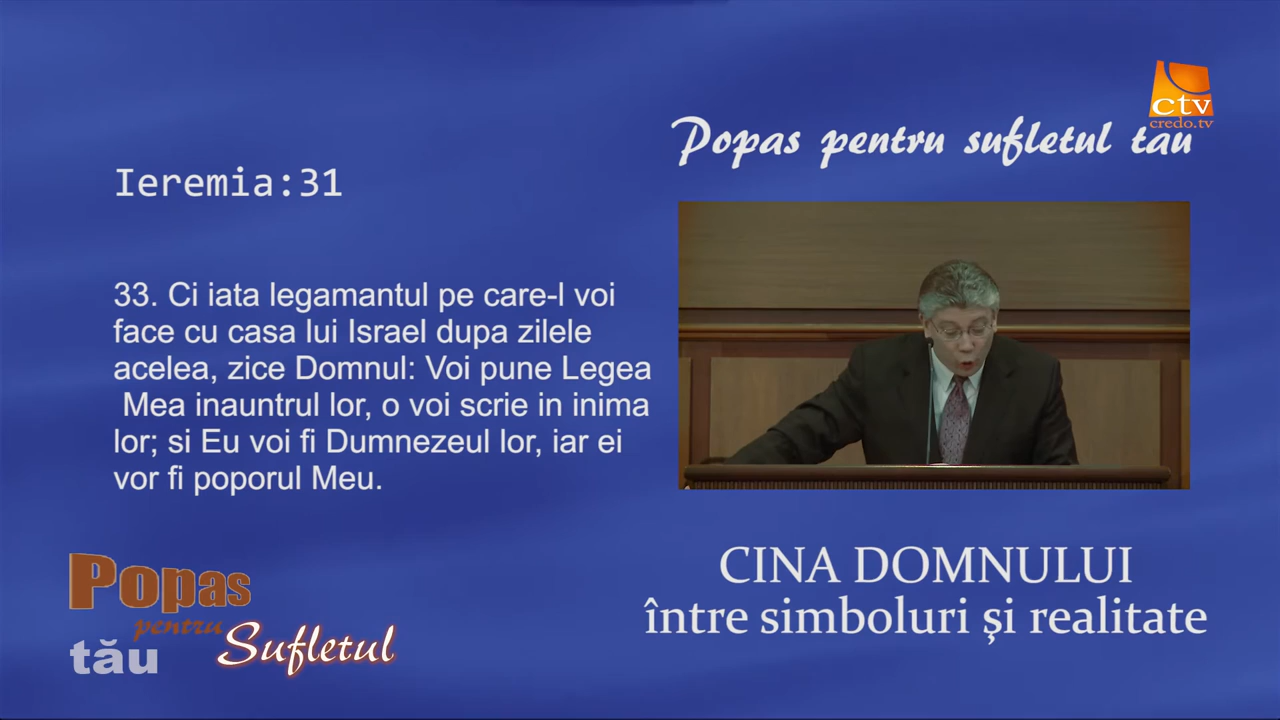 ctv
credo.tv
Popas pentru sufletul tău
Ieremia:31
33. Ci iata legamantul pe care-l voi
face cu casa lui Israel dupa zilele
acelea, zice Domnul: Voi pune Legea
Mea inauntrul lor, o voi scrie in inima
lor; si Eu voi fi Dumnezeul lor, iar ei
vor fi poporul Meu.
CINA DOMNULUI
între simboluri şi realitate
Popas
pentru
Sufletul
tău